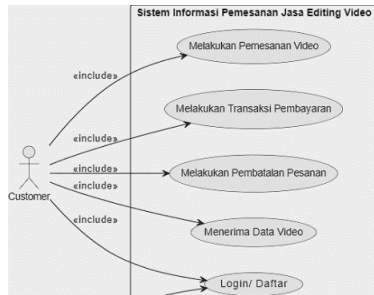 Sistem Informasi Pemesanan Jasa Editing Video
Melakukan Pemesanan Video
«include»
Melakukan Transaksi Pembayaran
«include»
«include»
Melakukan Pembatalan Pesanan
«include»
Customer
«include»
Menerima Data Video
Login/ Daftar